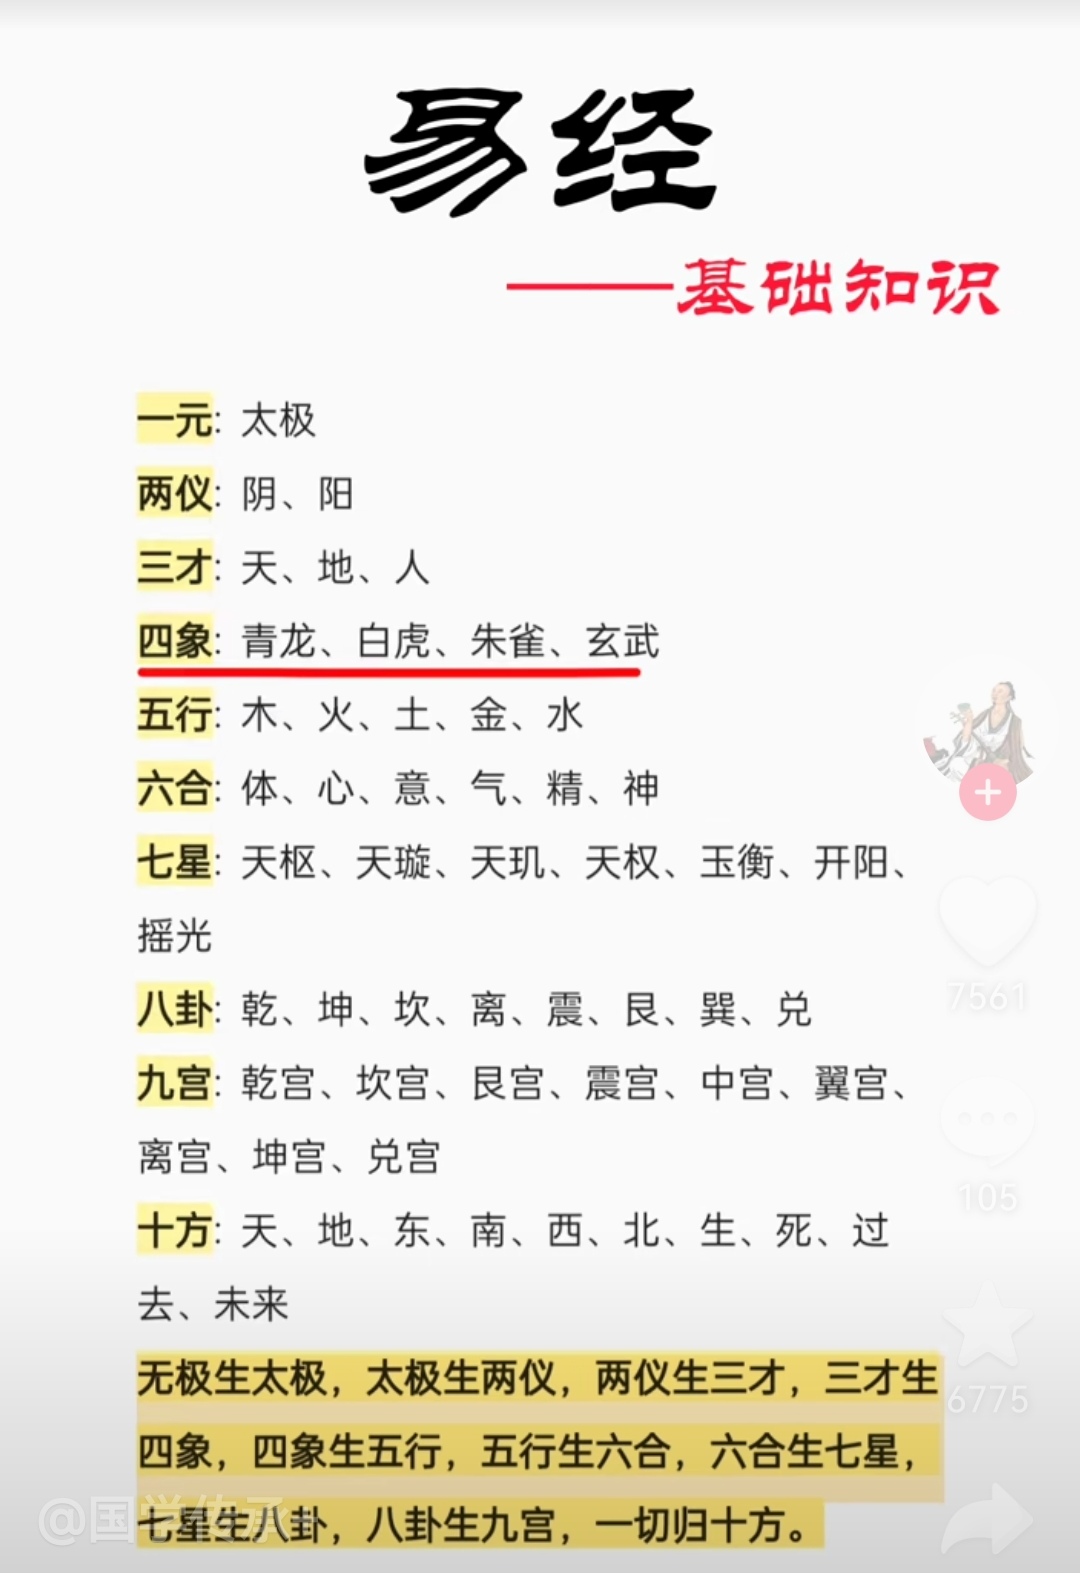 易经
——基础知识
一元: 太极
两仪: 阴、阳
三才: 天、地、人
四象: 青龙、白虎、朱雀、玄武
五行: 木、火、土、金、水
六合: 体、心、意、气、精、神
七星: 天枢、天璇、天玑、天权、玉衡、开阳、
摇光
八卦: 乾、坤、坎、离、震、艮、巽、兑
7561
九宫: 乾宫、坎宫、艮宫、震宫、中宫、翼宫、
离宫、坤宫、兑宫
105
十方: 天、地、东、南、西、北、生、死、过
去、未来
无极生太极，太极生两仪，两仪生三才，三才生
6775
四象，四象生五行，五行生六合，六合生七星，
七星生八卦，八卦生九宫，一切归十方。
@国学传承